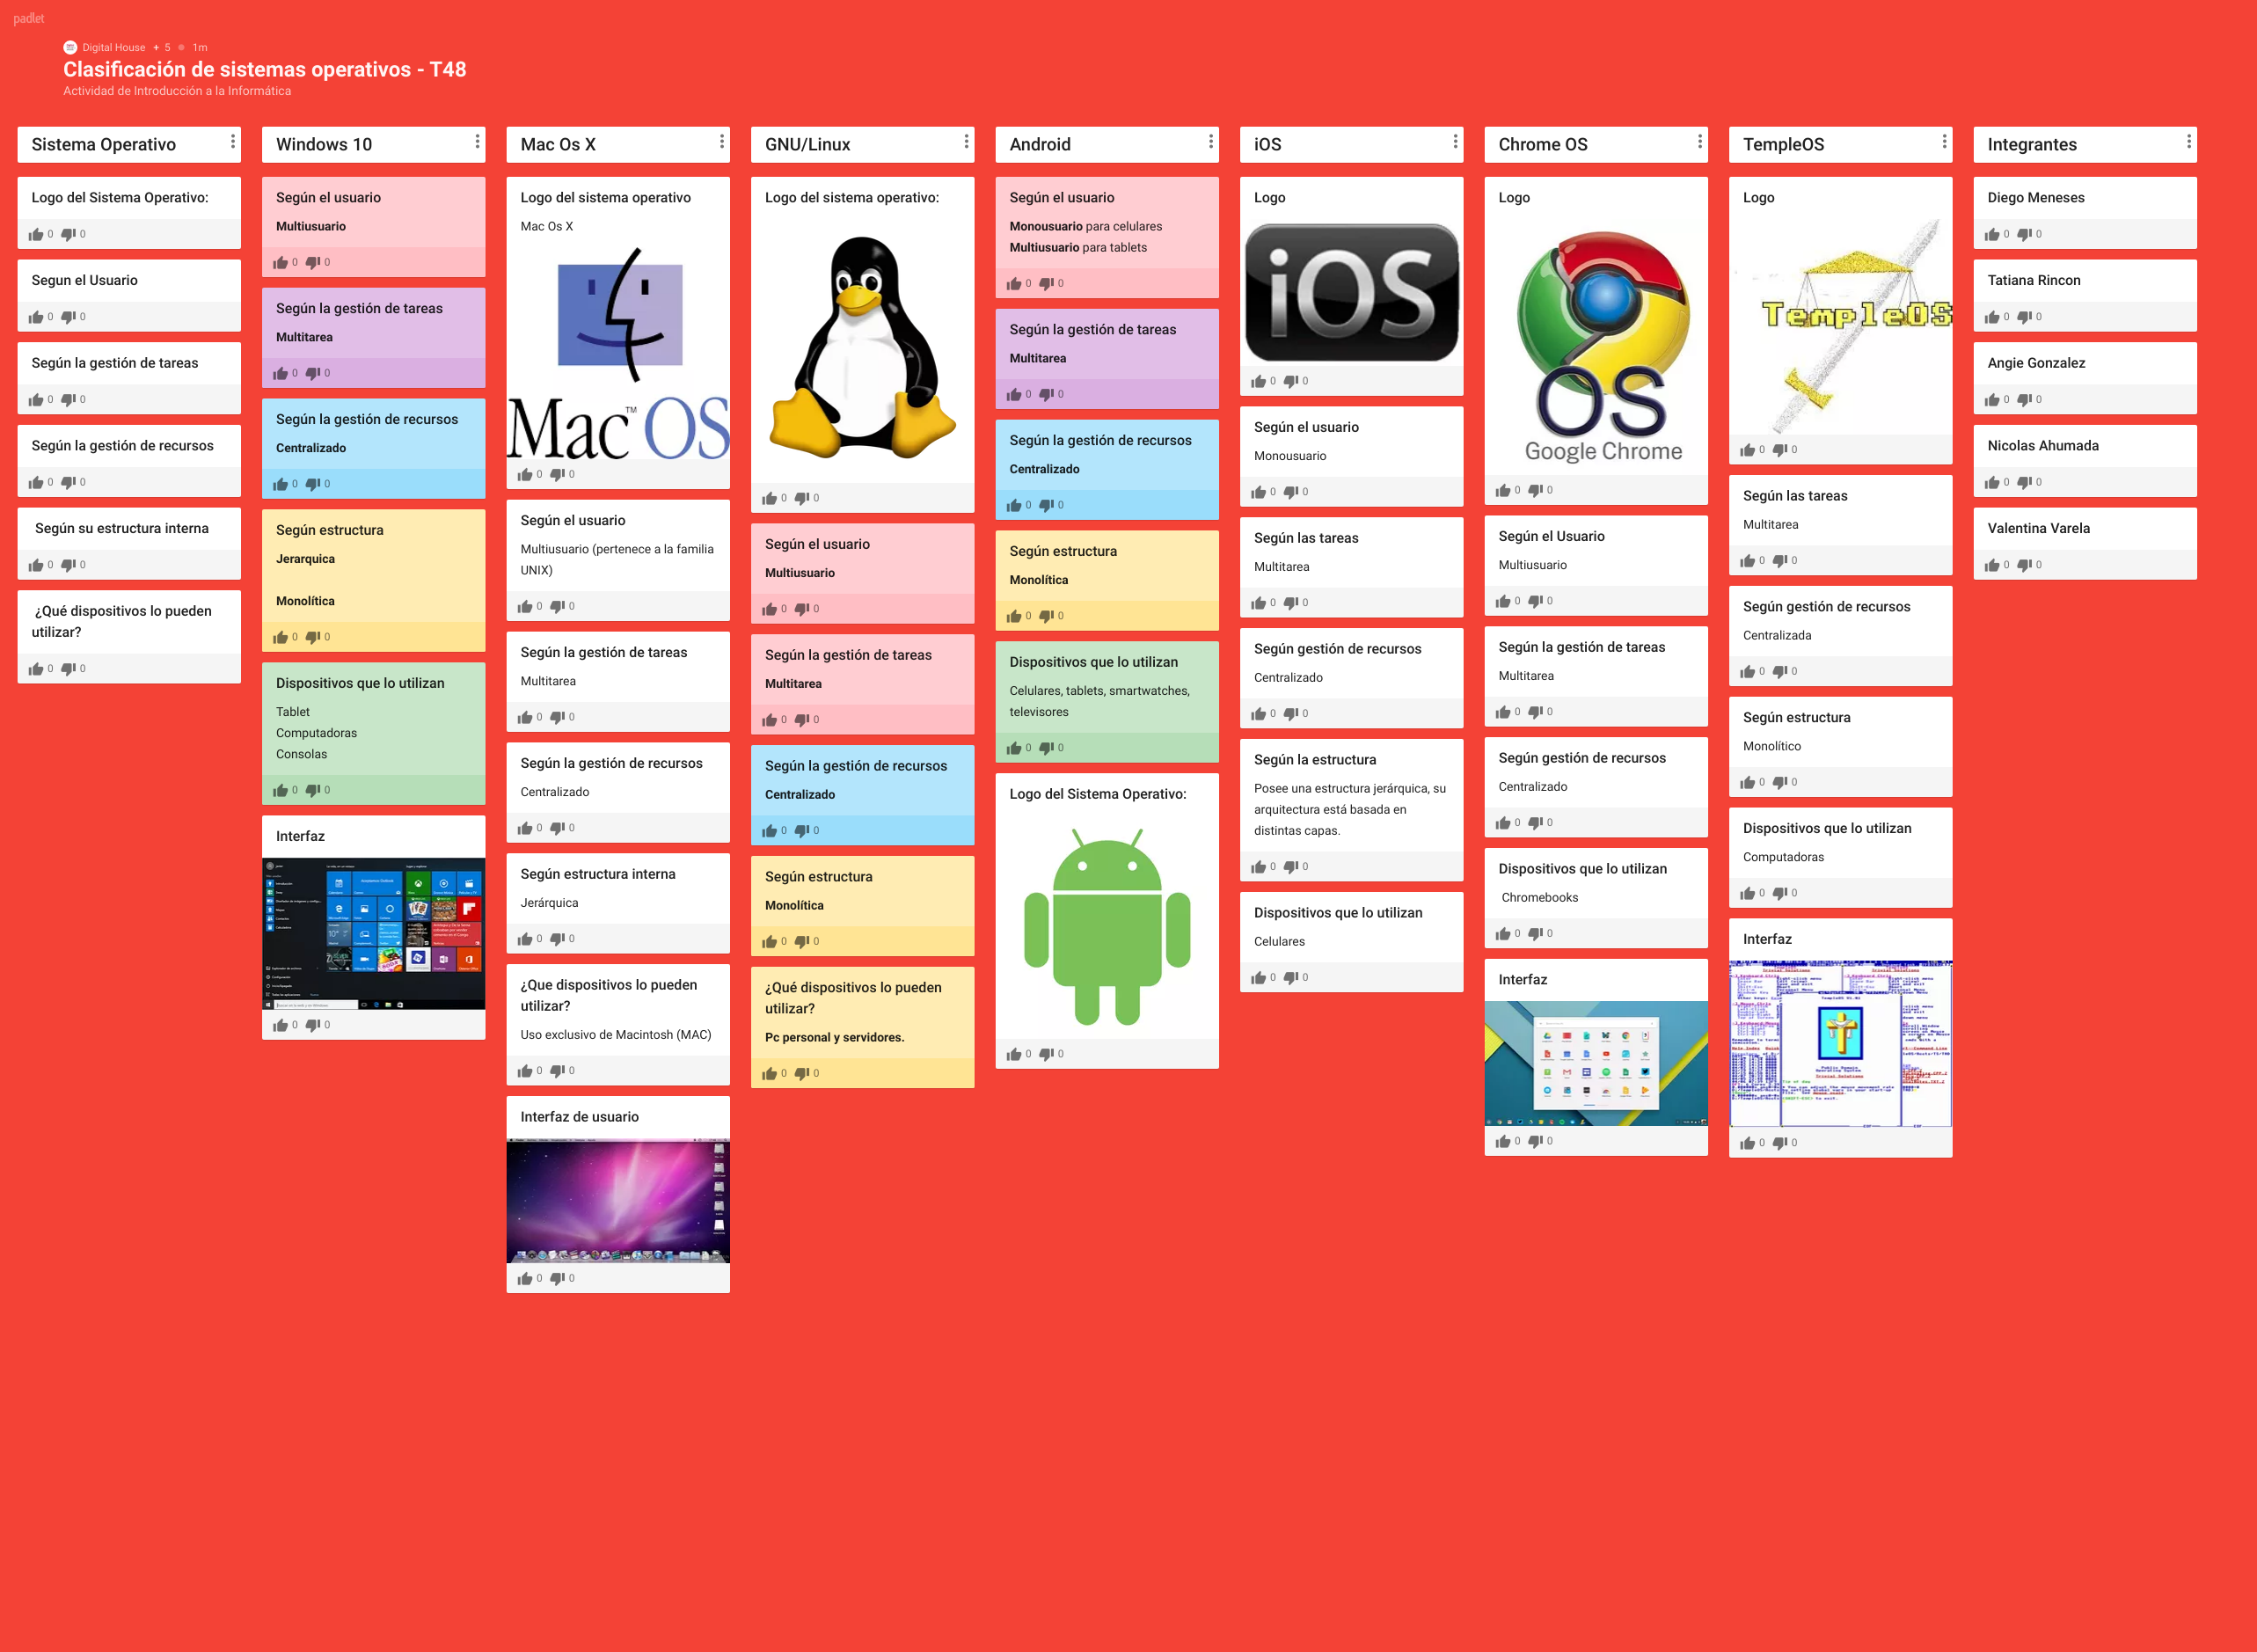 padlet
Digital House + 5 1m
Clasificación de sistemas operativos - T48
Actividad de Introducción a la Informática
Sistema Operativo
Logo del Sistema Operativo:
0 0
Segun el Usuario
0 0
Según la gestión de tareas
0 0
Según la gestión de recursos
0 0
Según su estructura interna
0 0
¿Qué dispositivos lo pueden
utilizar?
0 0
Windows 10
Según el usuario
Multiusuario
0 0
Según la gestión de tareas
Multitarea
0 0
Según la gestión de recursos
Centralizado
0 0
Según estructura
Jerarquica
Monolítica
0 0
Dispositivos que lo utilizan
Tablet
Computadoras
Consolas
0 0
Interfaz
0 0
Mac Os X
Logo del sistema operativo
Mac Os X
Mac OS
TM
0 0
Según el usuario
Multiusuario (pertenece a la familia
UNIX)
0 0
Según la gestión de tareas
Multitarea
0 0
Según la gestión de recursos
Centralizado
0 0
Según estructura interna
Jerárquica
0 0
¿Que dispositivos lo pueden
utilizar?
Uso exclusivo de Macintosh (MAC)
0 0
Interfaz de usuario
0 0
GNU/Linux
Logo del sistema operativo:
0 0
Según el usuario
Multiusuario
0 0
Según la gestión de tareas
Multitarea
0 0
Según la gestión de recursos
Centralizado
0 0
Según estructura
Monolítica
0 0
¿Qué dispositivos lo pueden
utilizar?
Pc personal y servidores.
0 0
Android
Según el usuario
Monousuario para celulares
Multiusuario para tablets
0 0
Según la gestión de tareas
Multitarea
0 0
Según la gestión de recursos
Centralizado
0 0
Según estructura
Monolítica
0 0
Dispositivos que lo utilizan
Celulares, tablets, smartwatches,
televisores
0 0
Logo del Sistema Operativo:
0 0
iOS
Logo
iOS
0 0
Según el usuario
Monousuario
0 0
Según las tareas
Multitarea
0 0
Según gestión de recursos
Centralizado
0 0
Según la estructura
Posee una estructura jerárquica, su
arquitectura está basada en
distintas capas.
0 0
Dispositivos que lo utilizan
Celulares
0 0
Chrome OS
Logo
OS
Google Chrome
0 0
Según el Usuario
Multiusuario
0 0
Según la gestión de tareas
Multitarea
0 0
Según gestión de recursos
Centralizado
0 0
Dispositivos que lo utilizan
Chromebooks
0 0
Interfaz
0 0
TempleOS
Logo
TempleOS
0 0
Según las tareas
Multitarea
0 0
Según gestión de recursos
Centralizada
0 0
Según estructura
Monolítico
0 0
Dispositivos que lo utilizan
Computadoras
0 0
Interfaz
Public Domain
Operating System
0 0
Integrantes
Diego Meneses
0 0
Tatiana Rincon
0 0
Angie Gonzalez
0 0
Nicolas Ahumada
0 0
Valentina Varela
0 0